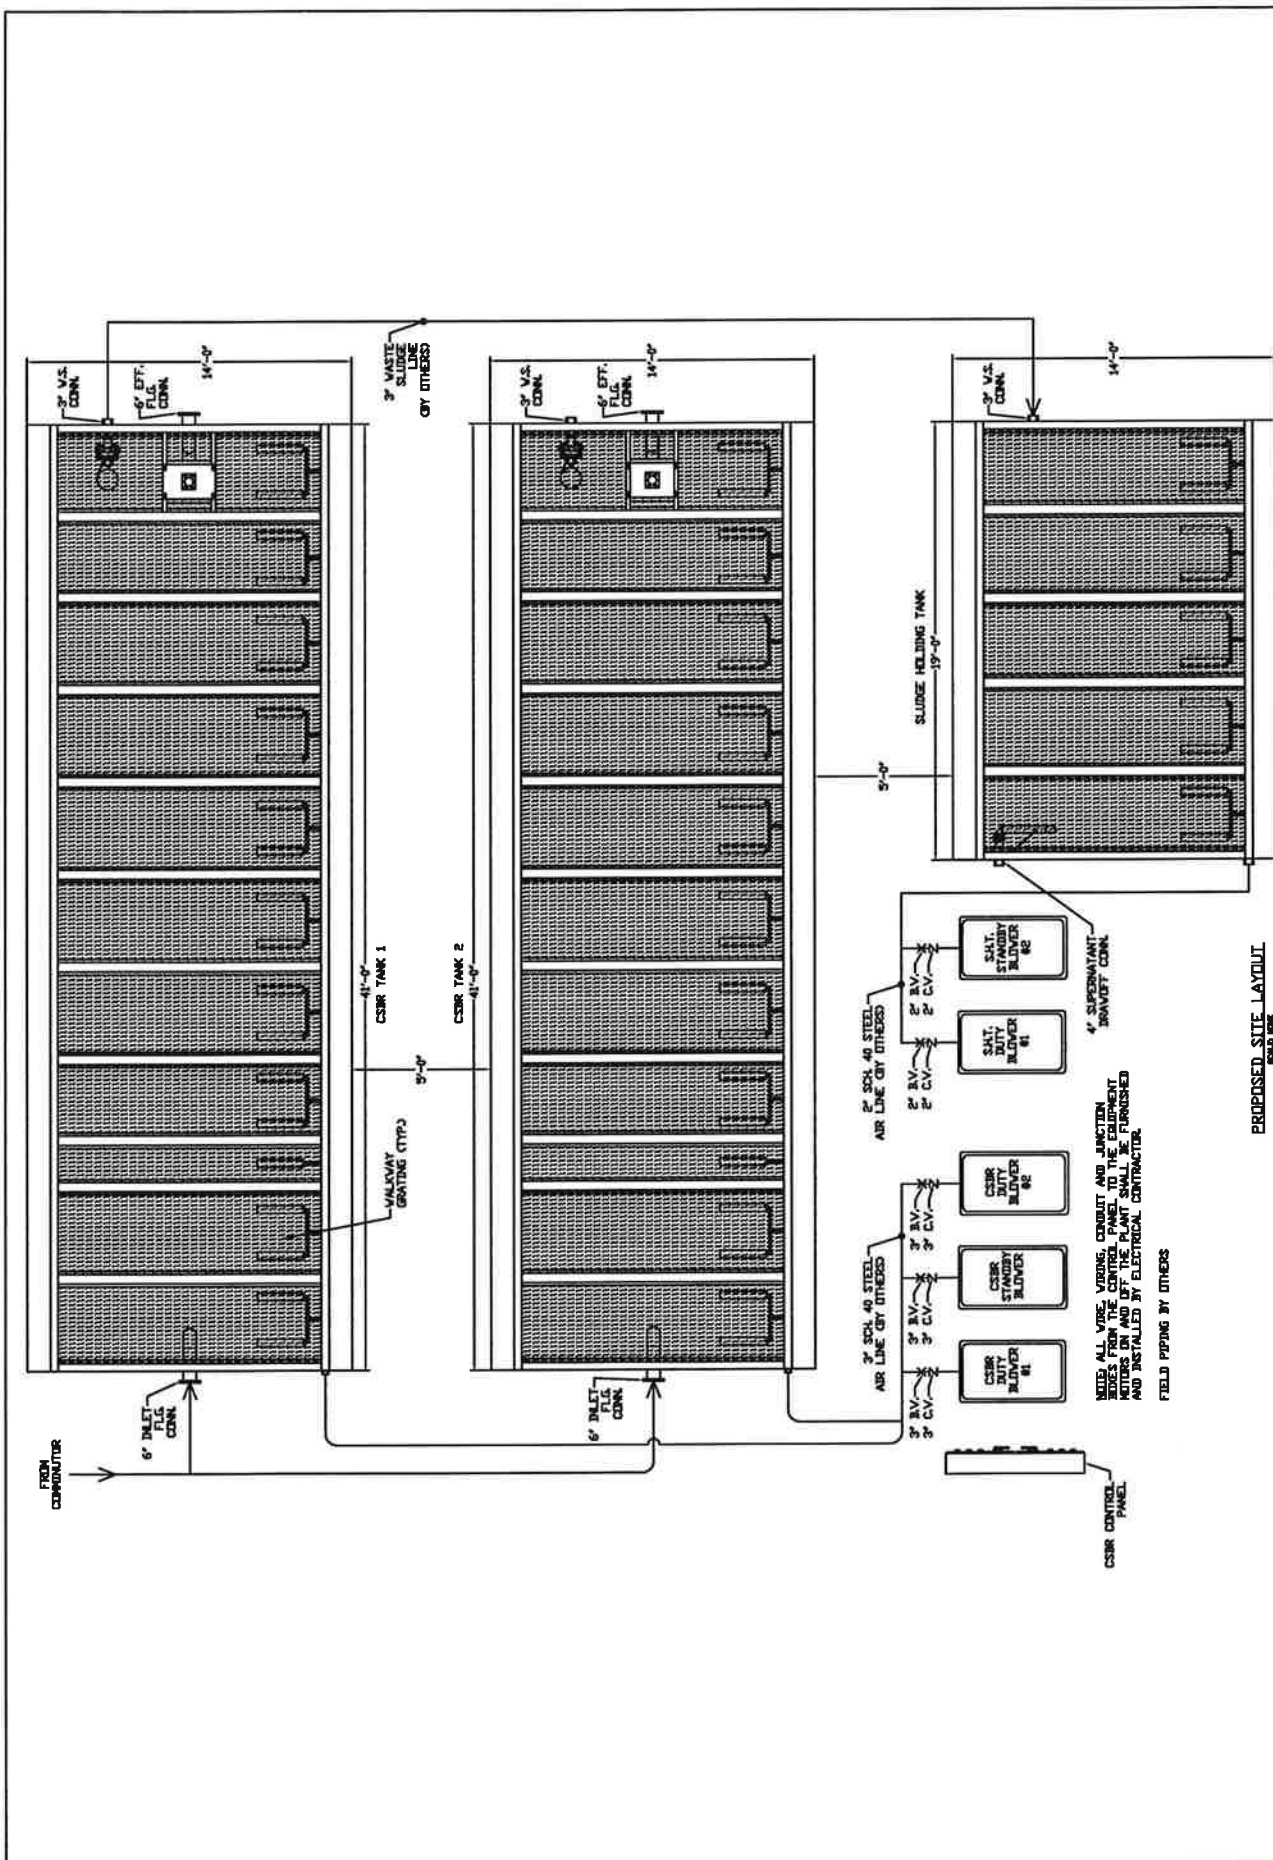 FROM
COMMINUTOR
6" INLET
FLG.
CONN.
3" W.S.
CONN.
6" EFF.
FLG.
CONN.
14'-0"
41'-0"
CSBR TANK 1
WALKWAY
GRATING (TYP.)
5'-0"
3" WASTE
SLUDGE
LINE
(BY OTHERS)
CSBR TANK 2
41'-0"
6" INLET
FLG.
CONN.
3" W.S.
CONN.
6" EFF.
FLG.
CONN.
14'-0"
5'-0"
SLUDGE HOLDING TANK
19'-0"
3" W.S.
CONN.
14'-0"
3" SCH. 40 STEEL
AIR LINE (BY OTHERS)
3" B.V.
3" C.V.
3" B.V.
3" C.V.
3" B.V.
3" C.V.
2" SCH. 40 STEEL
AIR LINE (BY OTHERS)
2" B.V.
2" C.V.
2" B.V.
2" C.V.
CSBR
DUTY
BLOWER
#1
CSBR
STANDBY
BLOWER
CSBR
DUTY
BLOWER
#2
S.H.T.
DUTY
BLOWER
#1
S.H.T.
STANDBY
BLOWER
#2
4" SUPERNATANT
DRAWOFF CONN.
CSBR CONTROL
PANEL
NOTE: ALL WIRE, WIRING, CONDUIT AND JUNCTION
BOXES FROM THE CONTROL PANEL TO THE EQUIPMENT
MOTORS ON AND OFF THE PLANT SHALL BE FURNISHED
AND INSTALLED BY ELECTRICAL CONTRACTOR.
FIELD PIPING BY OTHERS
PROPOSED SITE LAYOUT